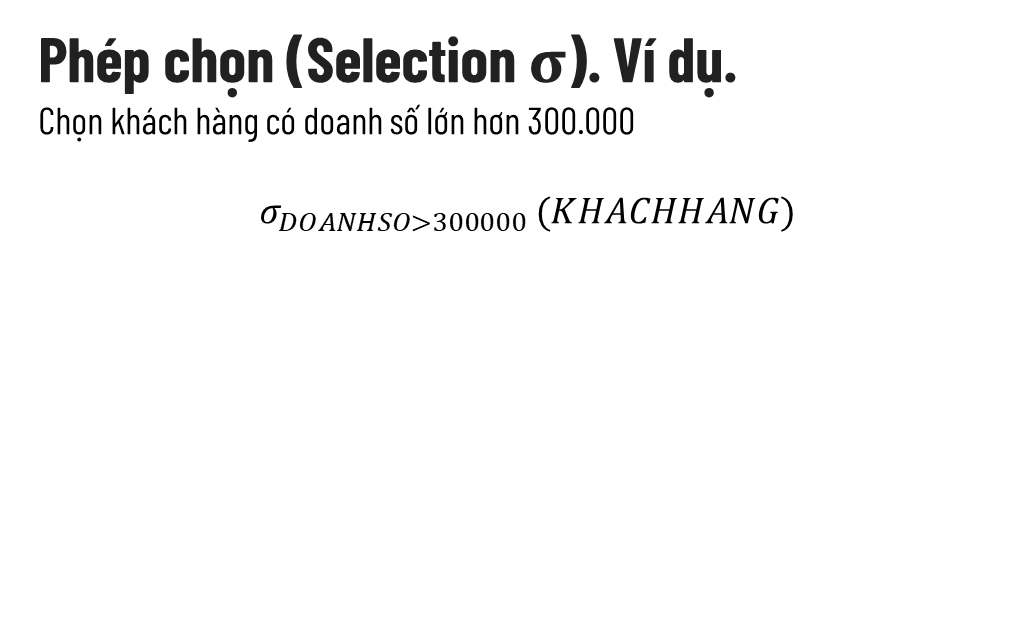 Phép chọn (Selection σ). Ví dụ.
Chọn khách hàng có doanh số lớn hơn 300.000
σDOANHSO>300000 (KHACHHANG)